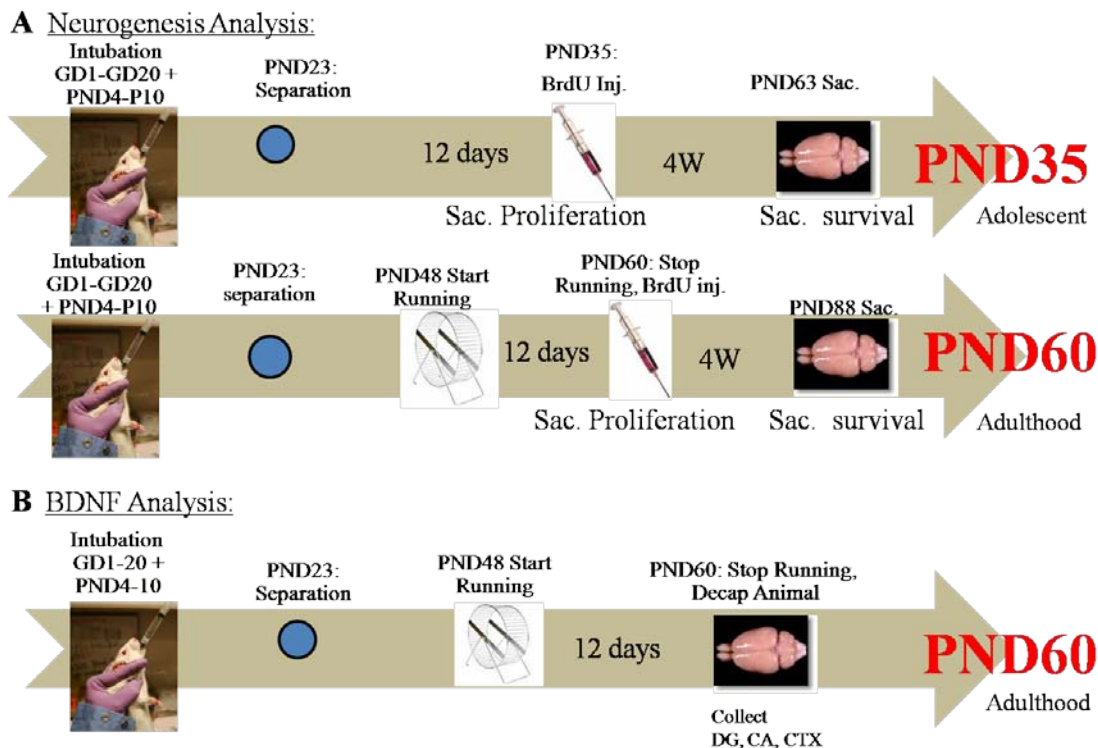 A Neurogenesis Analysis:
Intubation
GD1-GD20 +
PND4-P10
PND23:
Separation
12 days
PND35:
BrdU Inj.
Sac. Proliferation
4W
PND63 Sac.
Sac. survival
PND35
Adolescent
Intubation
GD1-GD20
+ PND4-P10
PND23:
separation
PND48 Start
Running
12 days
PND60: Stop
Running, BrdU inj.
Sac. Proliferation
4W
PND88 Sac.
Sac. survival
PND60
Adulthood
B BDNF Analysis:
Intubation
GD1-20 +
PND4-10
PND23:
Separation
PND48 Start
Running
12 days
PND60: Stop Running,
Decap Animal
Collect
DG, CA, CTX
PND60
Adulthood